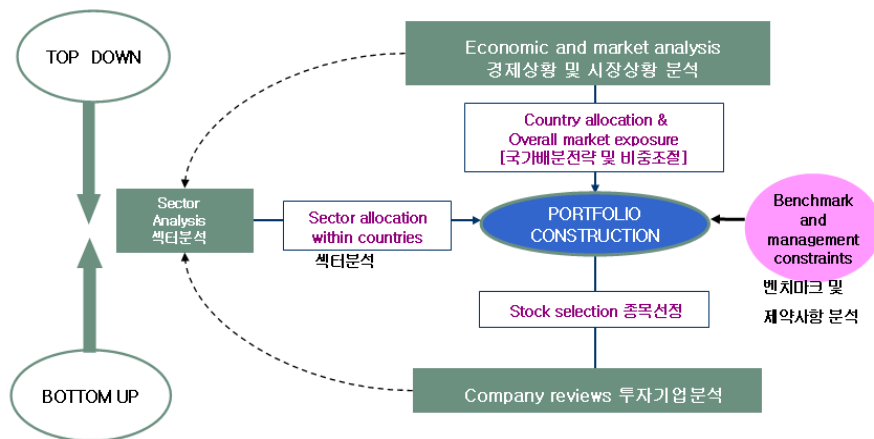 TOP DOWN
Economic and market analysis
경제상황 및 시장상황 분석
Country allocation &
Overall market exposure
[국가배분전략 및 비중조절]
Sector
Analysis
섹터분석
Sector allocation
within countries
섹터분석
PORTFOLIO
CONSTRUCTION
Benchmark
and
management
constraints
벤치마크 및
제약사항 분석
Stock selection 종목선정
BOTTOM UP
Company reviews 투자기업분석